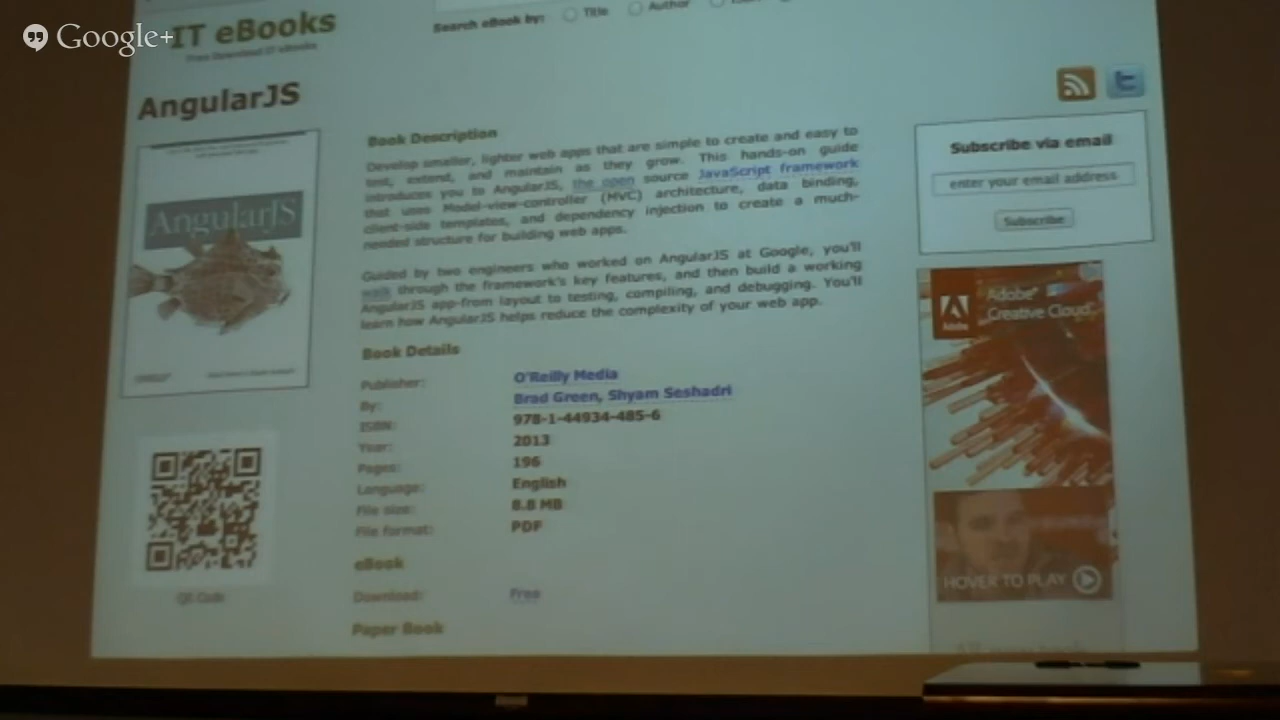 Google+
IT eBooks
Free Download IT eBooks
Search eBook by: Title Author
AngularJS
AngularJS
QR Code
Book Description
Develop smaller, lighter web apps that are simple to create and easy to
test, extend, and maintain as they grow. This hands-on guide
introduces you to AngularJS, the open source JavaScript framework
that uses Model-view-controller (MVC) architecture, data binding,
client-side templates, and dependency injection to create a much-
needed structure for building web apps.
Guided by two engineers who worked on AngularJS at Google, you'll
walk through the framework's key features, and then build a working
AngularJS app-from layout to testing, compiling, and debugging. You'll
learn how AngularJS helps reduce the complexity of your web app.
Book Details
Publisher: O'Reilly Media
By: Brad Green, Shyam Seshadri
ISBN: 978-1-44934-485-6
Year: 2013
Pages: 196
Language: English
File size: 8.8 MB
File format: PDF
eBook
Download: Free
Paper Book
Subscribe via email
enter your email address
Subscribe
Adobe
Adobe®
Creative Cloud
HOVER TO PLAY